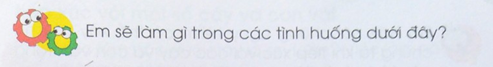 Em sẽ làm gì trong các tình huống dưới đây?